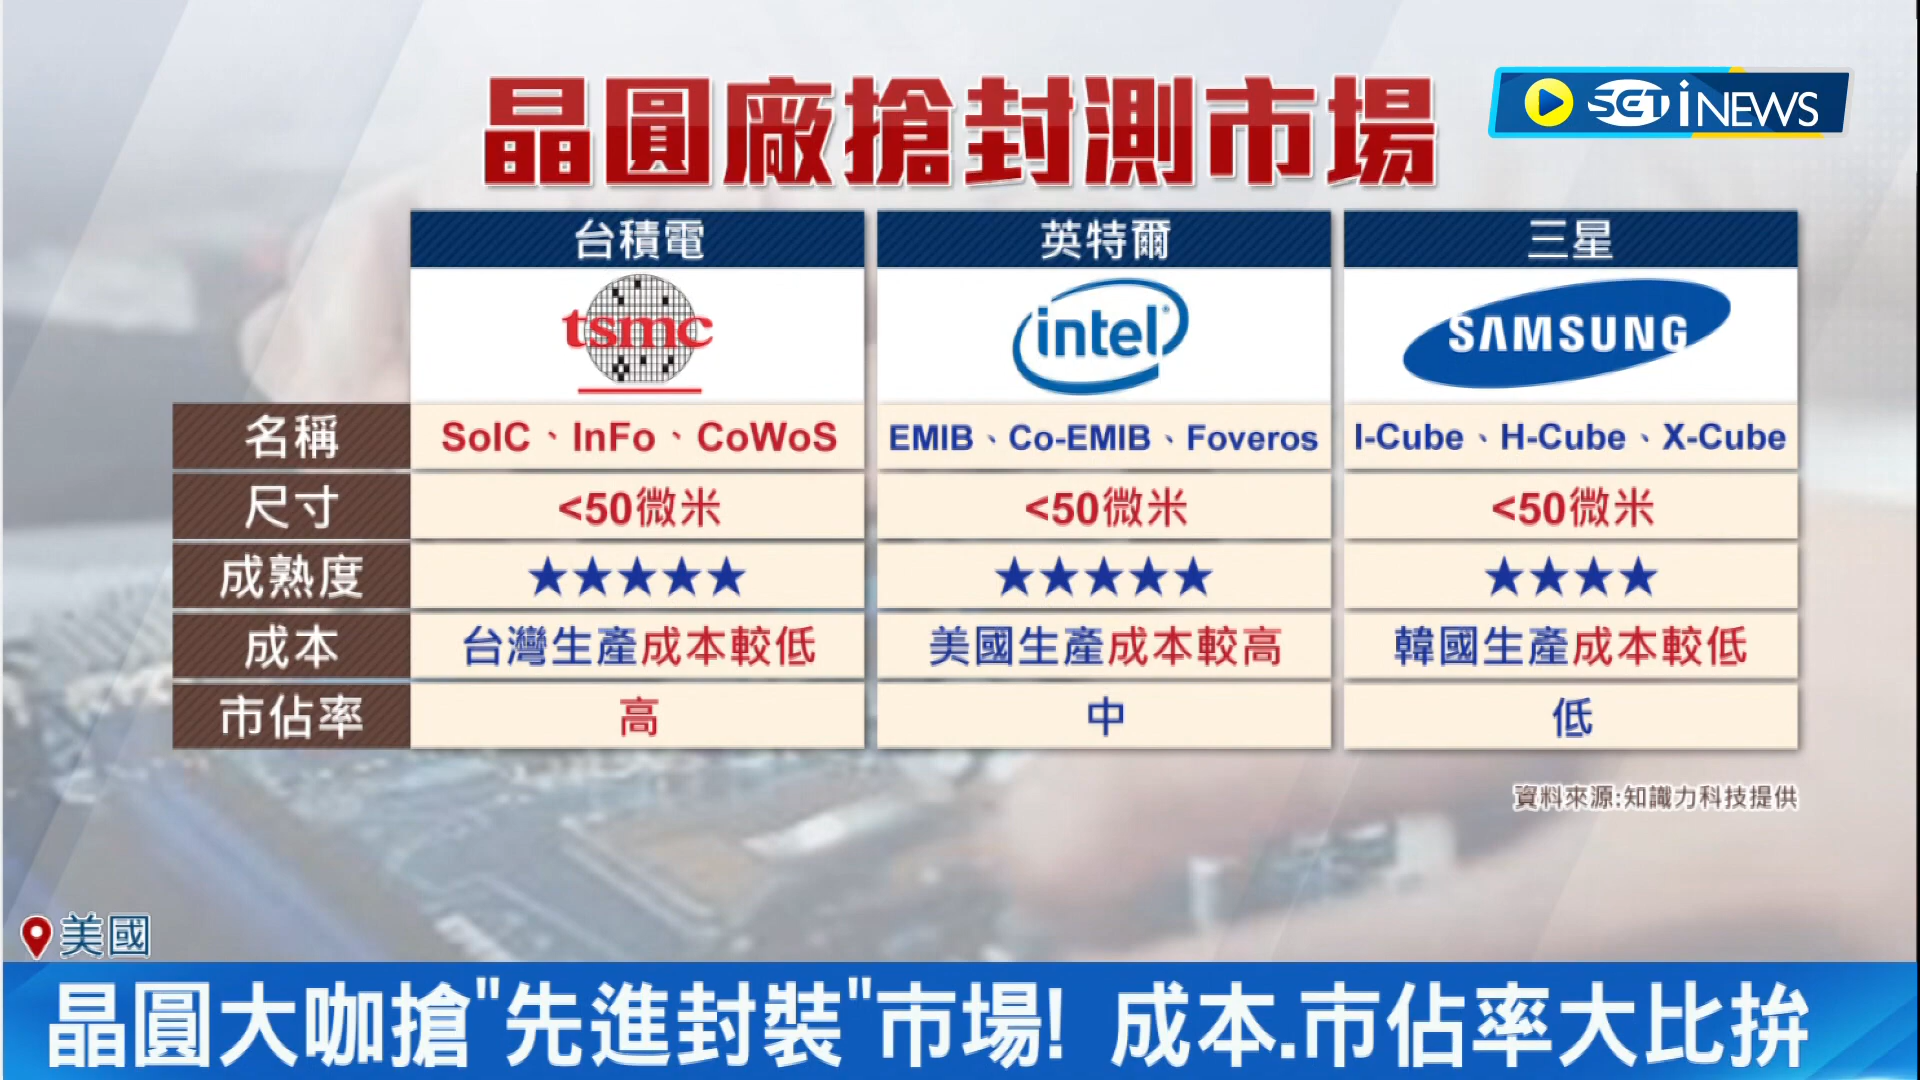 晶圓廠搶封測市場
SET iNEWS
台積電 英特爾 三星
tsmc intel SAMSUNG
名稱 SoIC、InFo、CoWoS EMIB、Co-EMIB、Foveros I-Cube、H-Cube、X-Cube
尺寸 <50微米 <50微米 <50微米
成熟度 ★★★★★ ★★★★★ ★★★★
成本 台灣生產成本較低 美國生產成本較高 韓國生產成本較低
市佔率 高 中 低
資料來源:知識力科技提供
美國
晶圓大咖搶"先進封裝"市場! 成本.市佔率大比拚